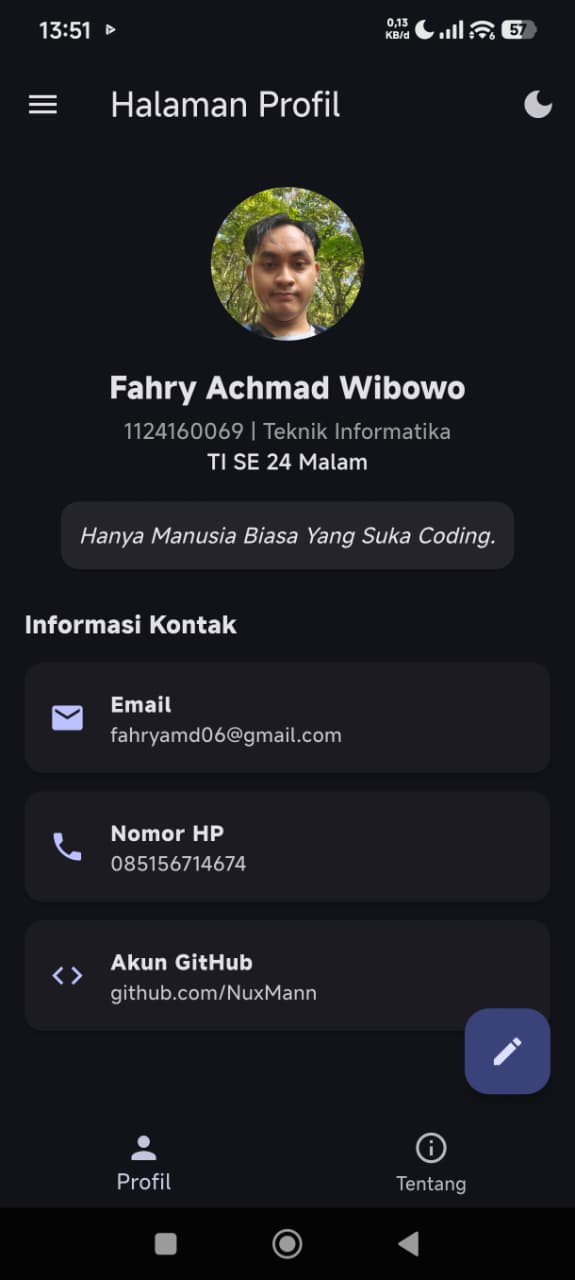 13:51
0,13
KB/d
6
57
Halaman Profil
Fahry Achmad Wibowo
1124160069 | Teknik Informatika
TI SE 24 Malam
Hanya Manusia Biasa Yang Suka Coding.
Informasi Kontak
Email
fahryamd06@gmail.com
Nomor HP
085156714674
Akun GitHub
github.com/NuxMann
Profil
Tentang